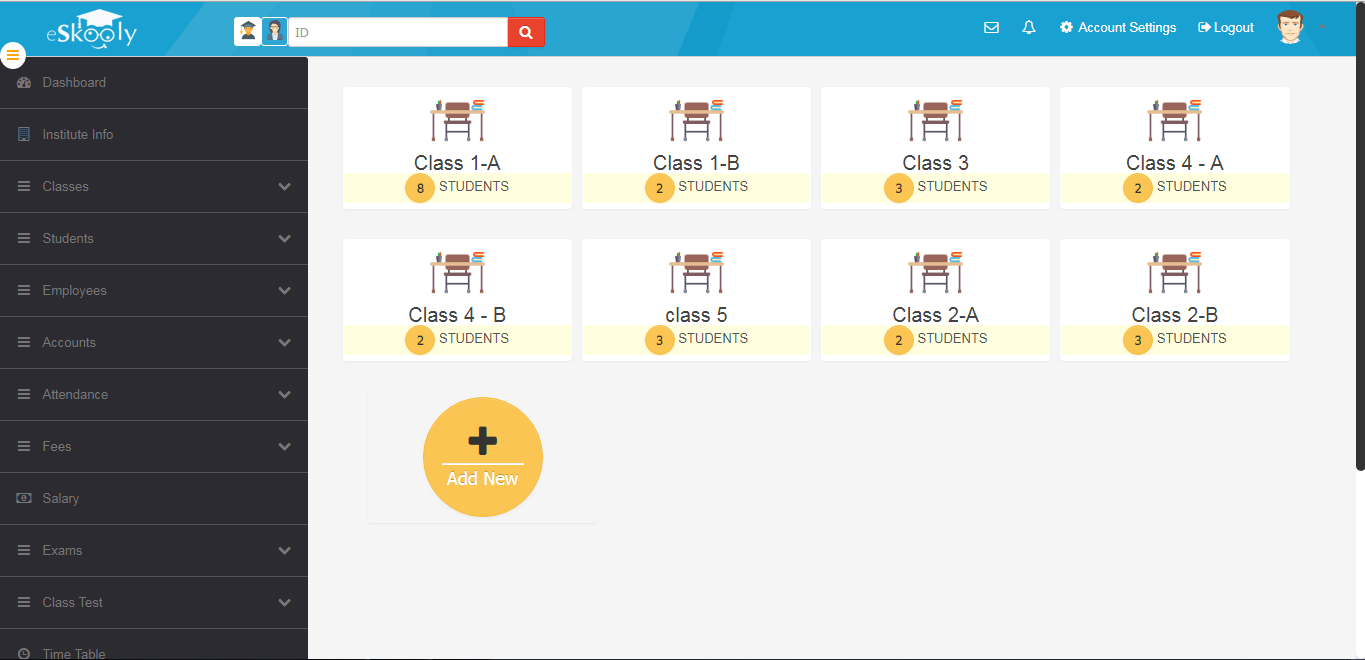 eSkooly
ID
Account Settings
Logout
Dashboard
Institute Info
Classes
Students
Employees
Accounts
Attendance
Fees
Salary
Exams
Class Test
Time Table
Class 1-A
8 STUDENTS
Class 1-B
2 STUDENTS
Class 3
3 STUDENTS
Class 4 - A
2 STUDENTS
Class 4 - B
2 STUDENTS
class 5
3 STUDENTS
Class 2-A
2 STUDENTS
Class 2-B
3 STUDENTS
Add New